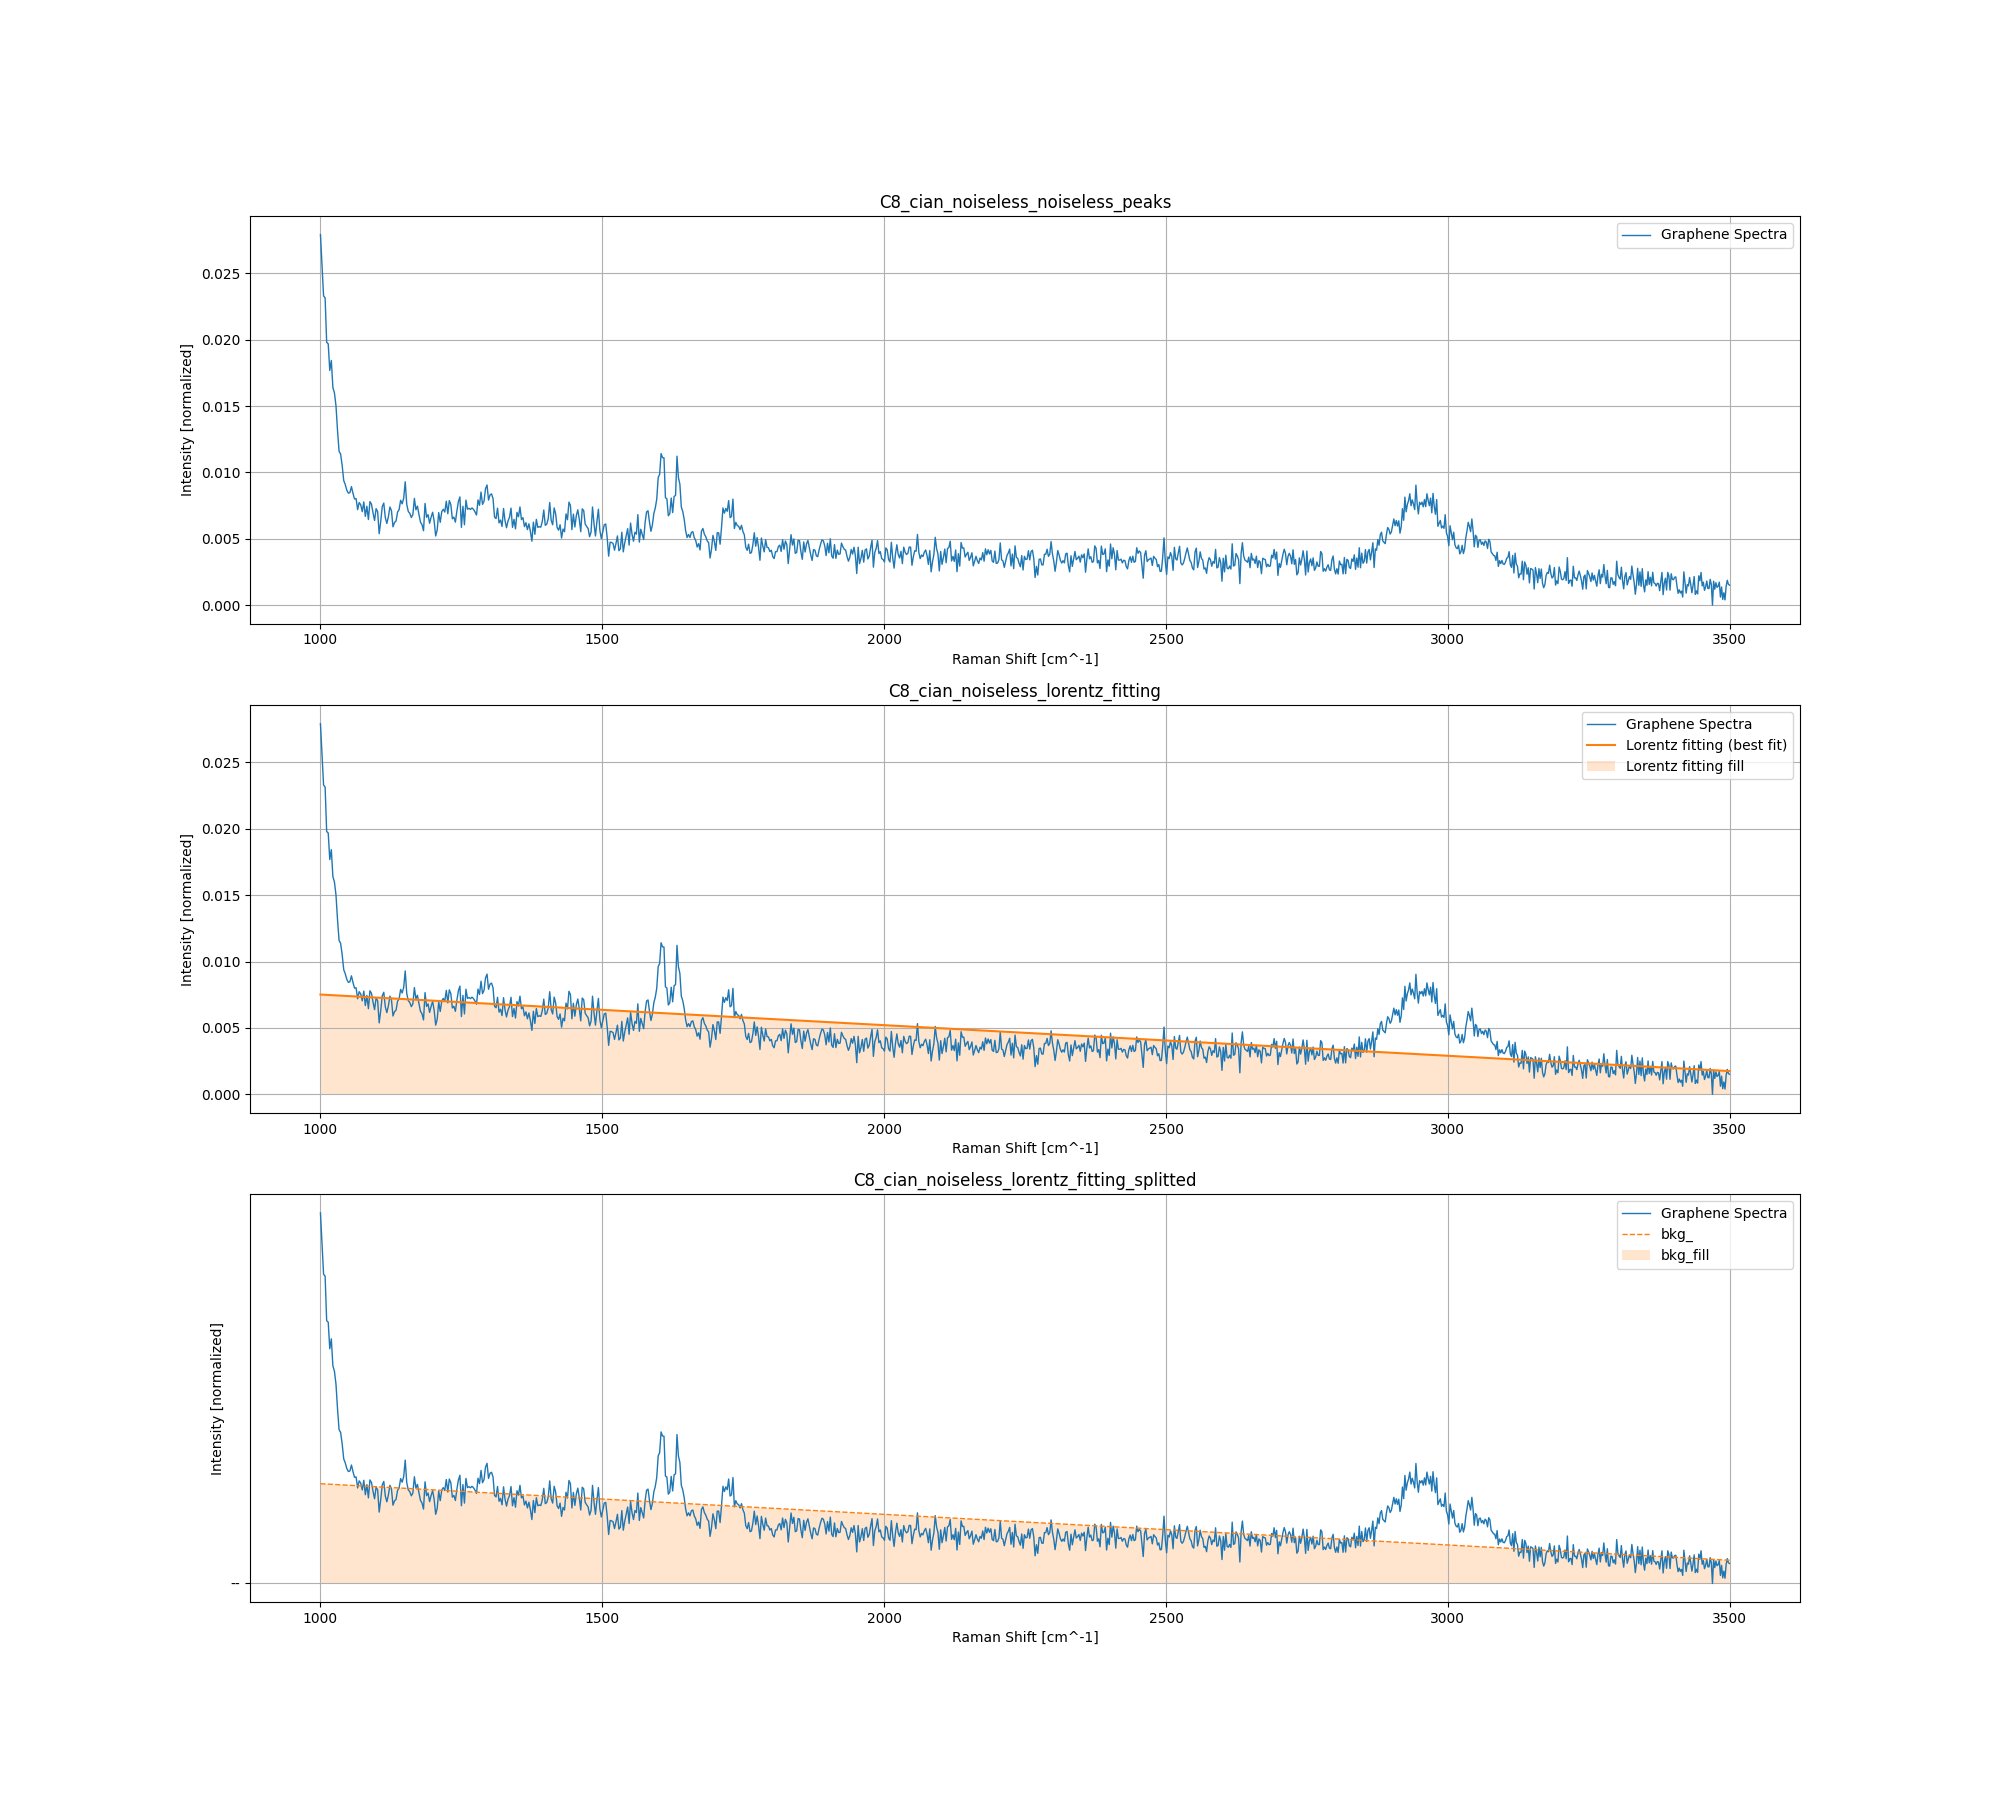 C8_cian_noiseless_noiseless_peaks
Graphene Spectra
Intensity [normalized]
0.025
0.020
0.015
0.010
0.005
0.000
1000 1500 2000 2500 3000 3500
Raman Shift [cm^-1]
C8_cian_noiseless_lorentz_fitting
Graphene Spectra
Lorentz fitting (best fit)
Lorentz fitting fill
Intensity [normalized]
0.025
0.020
0.015
0.010
0.005
0.000
1000 1500 2000 2500 3000 3500
Raman Shift [cm^-1]
C8_cian_noiseless_lorentz_fitting_splitted
Graphene Spectra
bkg_
bkg_fill
Intensity [normalized]
--
1000 1500 2000 2500 3000 3500
Raman Shift [cm^-1]